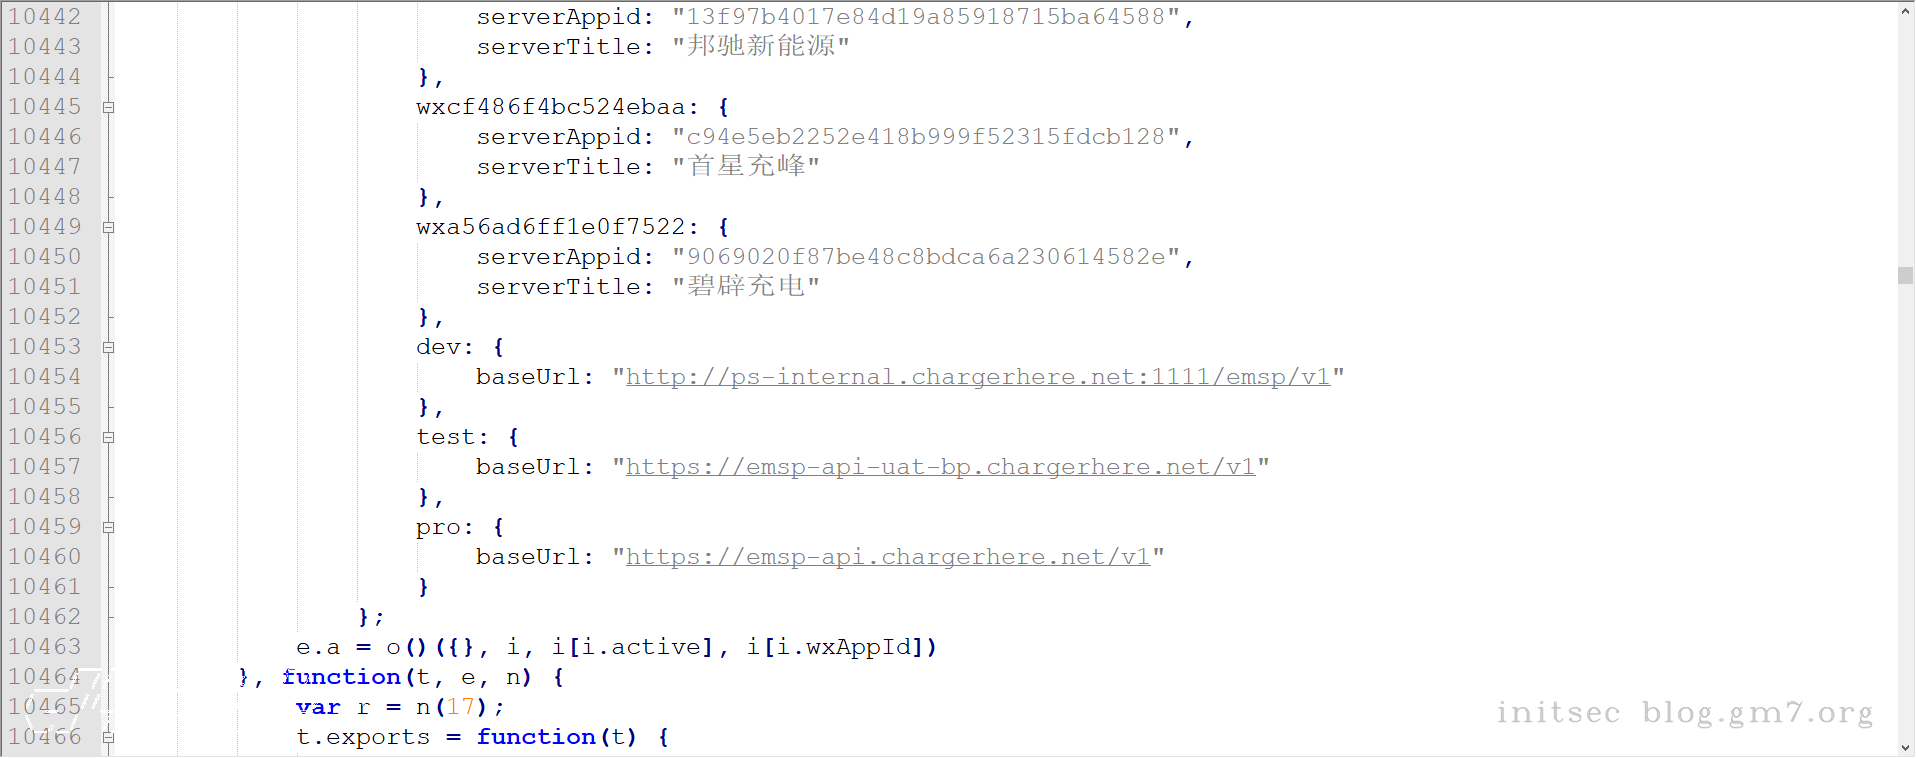 10442 serverAppid: "13f97b4017e84d19a85918715ba64588",
10443 serverTitle: "邦驰新能源"
10444 },
10445 wxcf486f4bc524ebaa: {
10446 serverAppid: "c94e5eb2252e418b999f52315fdcb128",
10447 serverTitle: "首星充峰"
10448 },
10449 wxa56ad6ff1e0f7522: {
10450 serverAppid: "9069020f87be48c8bdca6a230614582e",
10451 serverTitle: "碧辟充电"
10452 },
10453 dev: {
10454 baseUrl: "http://ps-internal.chargerhere.net:1111/emsp/v1"
10455 },
10456 test: {
10457 baseUrl: "https://emsp-api-uat-bp.chargerhere.net/v1"
10458 },
10459 pro: {
10460 baseUrl: "https://emsp-api.chargerhere.net/v1"
10461 }
10462 };
10463 e.a = o()({}, i, i[i.active], i[i.wxAppId])
10464 }, function(t, e, n) {
10465 var r = n(17);
10466 t.exports = function(t) {
initsec blog.gm7.org